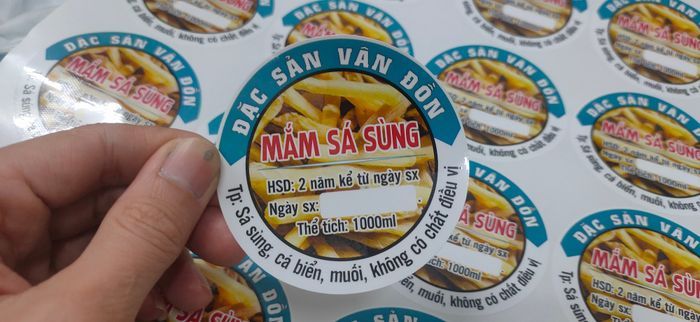 ĐẶC SẢN VÂN ĐỒN
MẮM SÁ SÙNG
HSD: 2 năm kể từ ngày sx
Ngày sx:
Thể tích: 1000ml
Tp: Sá sùng, cá biển, muối, không có chất điều vị